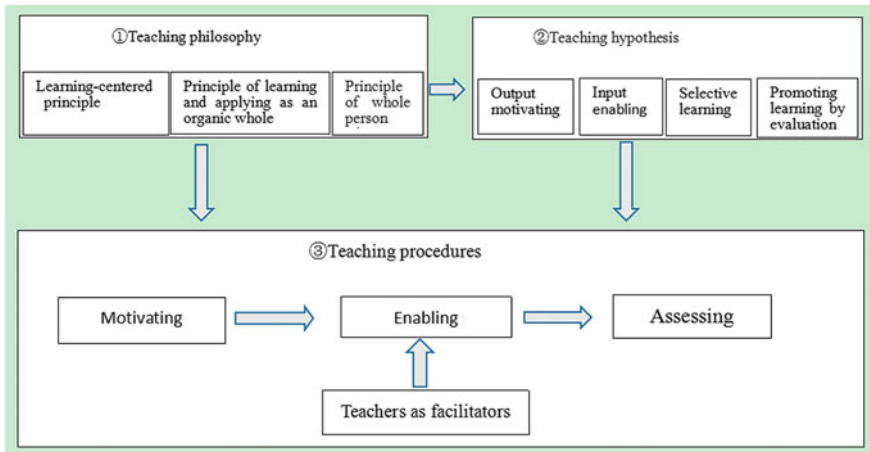 ①Teaching philosophy
Learning-centered
principle
Principle of learning
and applying as an
organic whole
Principle
of whole
person
②Teaching hypothesis
Output
motivating
Input
enabling
Selective
learning
Promoting
learning by
evaluation
③Teaching procedures
Motivating
Enabling
Assessing
Teachers as facilitators